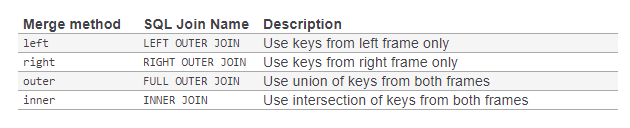 Merge method SQL Join Name Description
left LEFT OUTER JOIN Use keys from left frame only
right RIGHT OUTER JOIN Use keys from right frame only
outer FULL OUTER JOIN Use union of keys from both frames
inner INNER JOIN Use intersection of keys from both frames